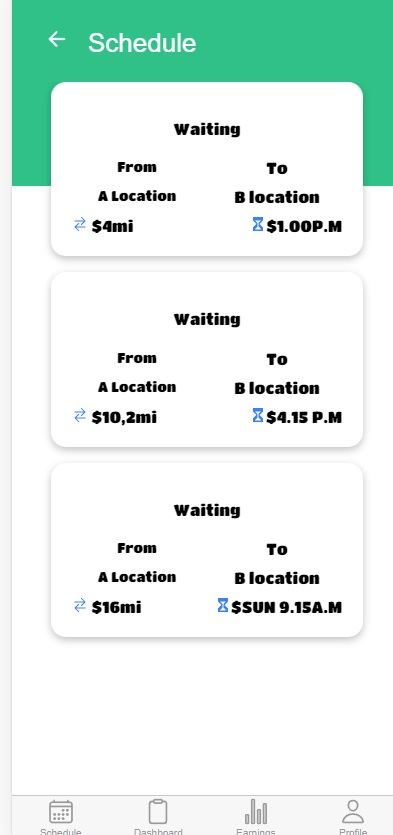 Schedule
Waiting
From To
A Location B location
$4mi $1.00P.M
Waiting
From To
A Location B location
$10,2mi $4.15 P.M
Waiting
From To
A Location B location
$16mi $SUN 9.15A.M
Schedule Dashboard Earnings Profile